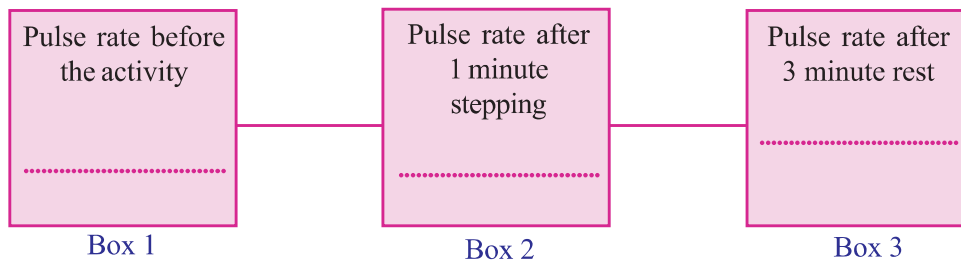 Pulse rate before
the activity
Pulse rate after
1 minute
stepping
Pulse rate after
3 minute rest
Box 1
Box 2
Box 3